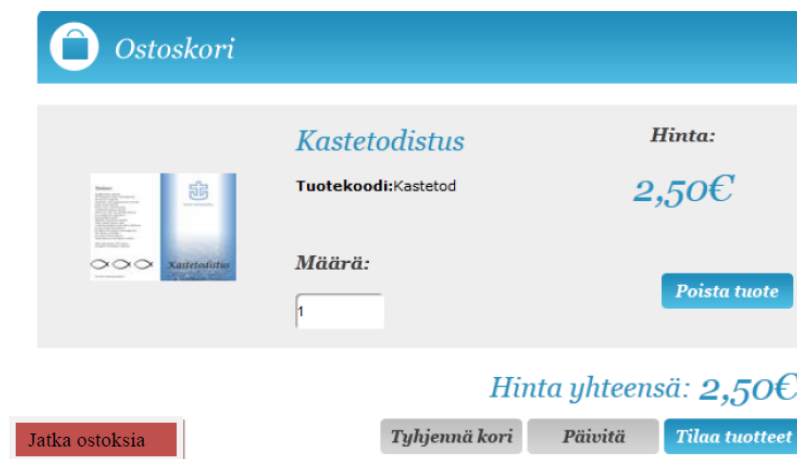 Ostoskori
Kastetodistus
Hinta:
Tuotekoodi:Kastetod
2,50€
Kastetodistus
Määrä:
1
Poista tuote
Hinta yhteensä: 2,50€
Jatka ostoksia
Tyhjennä kori
Päivitä
Tilaa tuotteet